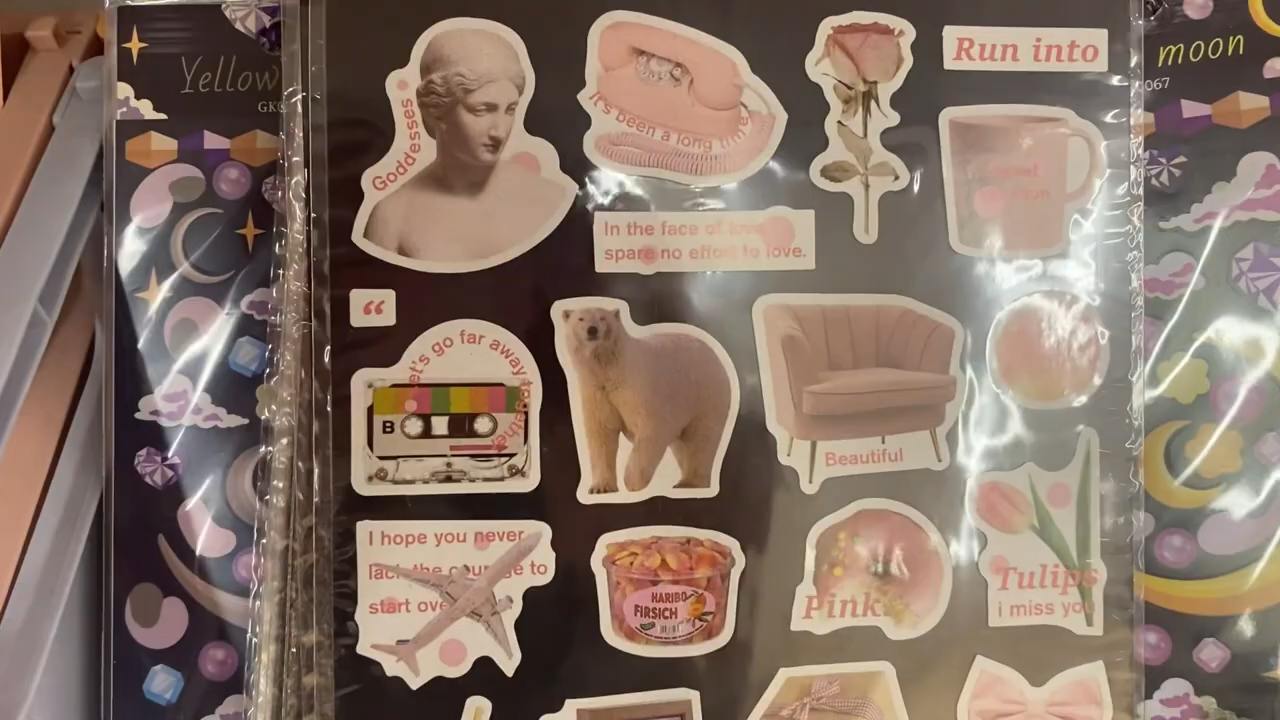 Yellow
moon
067
Goddesses
It's been a long time
Run into
In the face of love
spare no effort to love.
“
Let's go far away together
B
Beautiful
I hope you never
lack the courage to
start over
HARIBO
FIRSICH
Pink
Tulips
i miss you